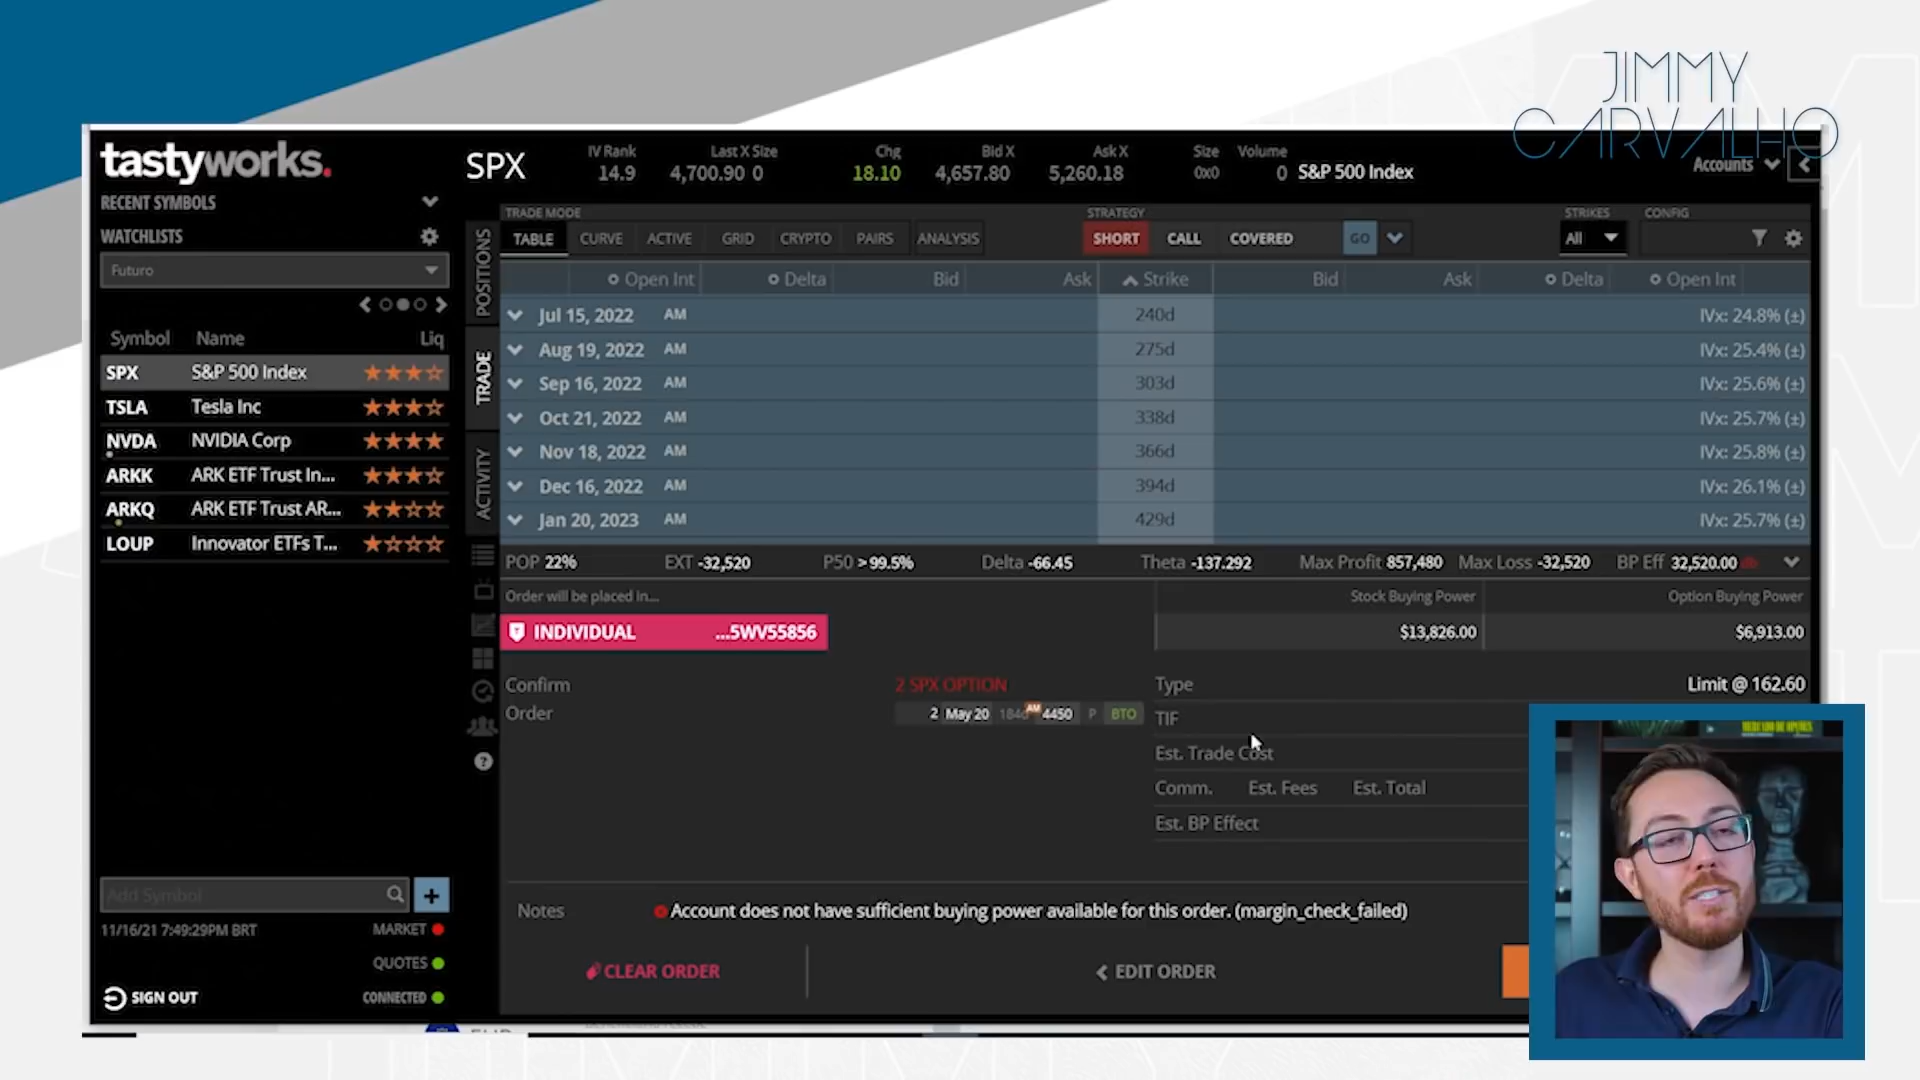 JIMMY
CARVALHO
tastyworks.
RECENT SYMBOLS
WATCHLISTS
Futuro
Symbol Name Liq
SPX S&P 500 Index
TSLA Tesla Inc
NVDA NVIDIA Corp
ARKK ARK ETF Trust In...
ARKQ ARK ETF Trust AR...
LOUP Innovator ETFs T...
Add Symbol
11/16/21 7:49:29PM BRT MARKET
QUOTES
SIGN OUT CONNECTED
POSITIONS
TRADE
ACTIVITY
SPX IV Rank Last X Size Chg Bid X Ask X Size Volume
14.9 4,700.90 0 18.10 4,657.80 5,260.18 0x0 0 S&P 500 Index Accounts
TRADE MODE STRATEGY STRIKES CONFIG
TABLE CURVE ACTIVE GRID CRYPTO PAIRS ANALYSIS SHORT CALL COVERED GO All
Open Int Delta Bid Ask Strike Bid Ask Delta Open Int
Jul 15, 2022 AM 240d IVx: 24.8% (±)
Aug 19, 2022 AM 275d IVx: 25.4% (±)
Sep 16, 2022 AM 303d IVx: 25.6% (±)
Oct 21, 2022 AM 338d IVx: 25.7% (±)
Nov 18, 2022 AM 366d IVx: 25.8% (±)
Dec 16, 2022 AM 394d IVx: 26.1% (±)
Jan 20, 2023 AM 429d IVx: 25.7% (±)
POP 22% EXT -32,520 P50 >99.5% Delta -66.45 Theta -137.292 Max Profit 857,480 Max Loss -32,520 BP Eff 32,520.00
Order will be placed in... Stock Buying Power Option Buying Power
INDIVIDUAL ...5WV55856 $13,826.00 $6,913.00
Confirm 2 SPX OPTION Type Limit @ 162.60
Order 2 May 20 184d AM 4450 P BTO TIF
Est. Trade Cost
Comm. Est. Fees Est. Total
Est. BP Effect
Notes Account does not have sufficient buying power available for this order. (margin_check_failed)
CLEAR ORDER EDIT ORDER